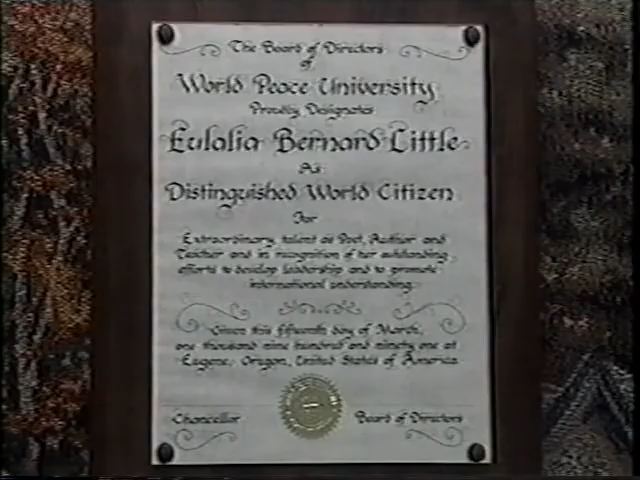 The Board of Directors
of
World Peace University
Proudly Designates
Eulalia Bernard Little
As
Distinguished World Citizen
For
Extraordinary talent as Poet, Author and
Teacher and in recognition of her outstanding
efforts to develop leadership and to promote
international understanding.
Given this fifteenth day of March,
one thousand nine hundred and ninety one at
Eugene, Oregon, United States of America
Chancellor
Board of Directors